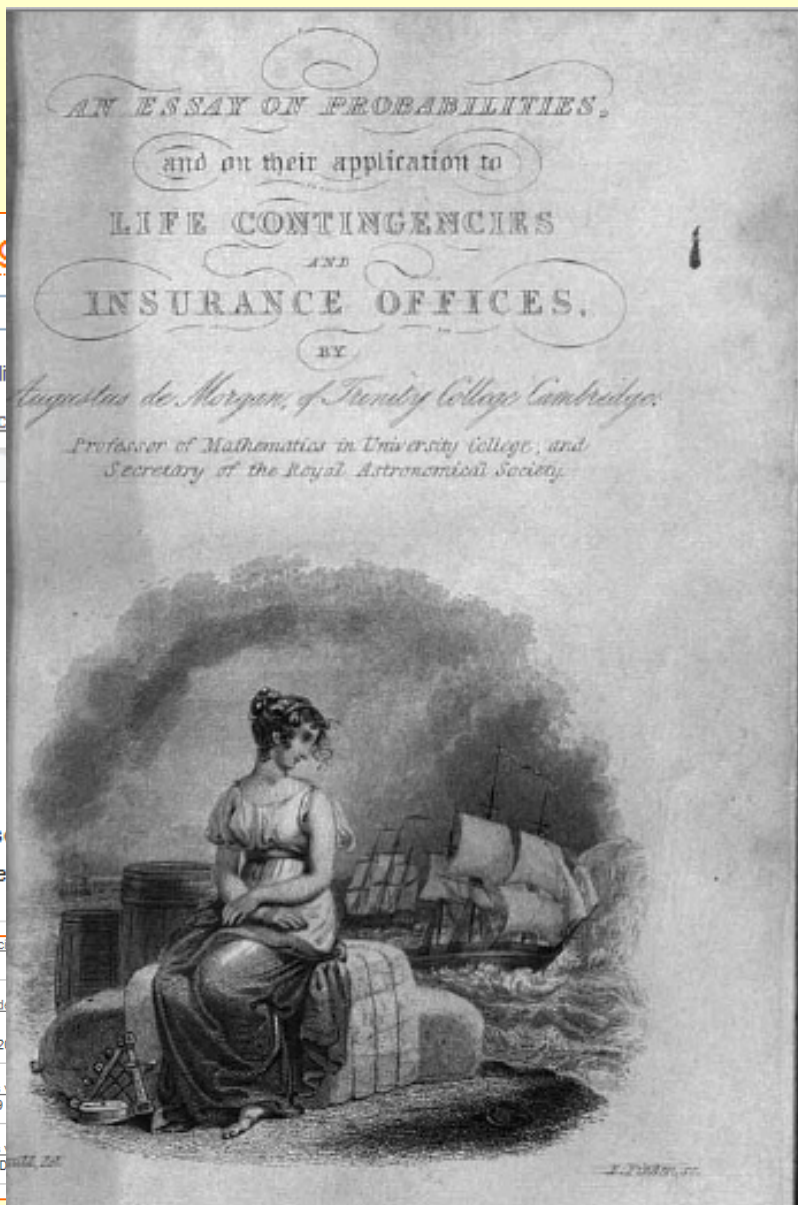 AN ESSAY ON PROBABILITIES,
and on their application to
LIFE CONTINGENCIES
AND
INSURANCE OFFICES,
BY
Augustus de Morgan, of Trinity College Cambridge.
Professor of Mathematics in University College, and
Secretary of the Royal Astronomical Society.